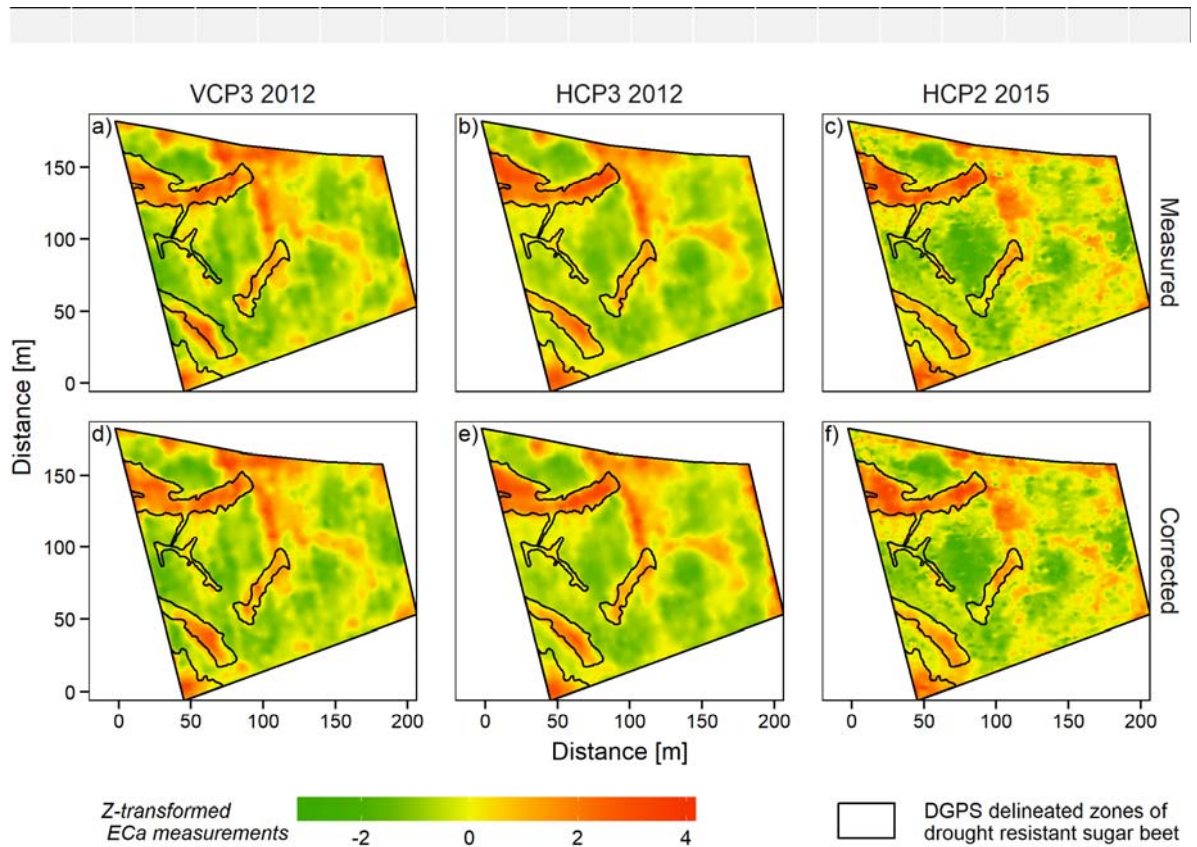 VCP3 2012
HCP3 2012
HCP2 2015
a)
b)
c)
150
100
50
0
Measured
Distance [m]
d)
e)
f)
150
100
50
0
Corrected
0 50 100 150 200
0 50 100 150 200
0 50 100 150 200
Distance [m]
Z-transformed
ECa measurements
-2 0 2 4
DGPS delineated zones of
drought resistant sugar beet